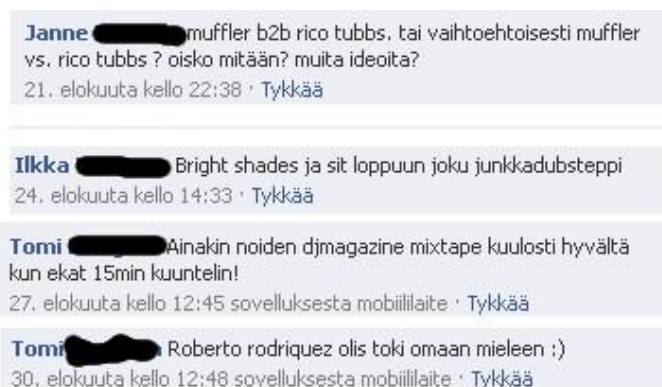 Janne muffler b2b rico tubbs. tai vaihtoehtoisesti muffler
vs. rico tubbs ? oisko mitään? muita ideoita?
21. elokuuta kello 22:38 · Tykkää
Ilkka Bright shades ja sit loppuun joku junkkadubsteppi
24. elokuuta kello 14:33 · Tykkää
Tomi Ainakin noiden djmagazine mixtape kuulosti hyvältä
kun ekat 15min kuuntelin!
27. elokuuta kello 12:45 sovelluksesta mobiililaite · Tykkää
Tomi Roberto rodriquez olis toki omaan mieleen :)
30. elokuuta kello 12:48 sovelluksesta mobiililaite · Tykkää